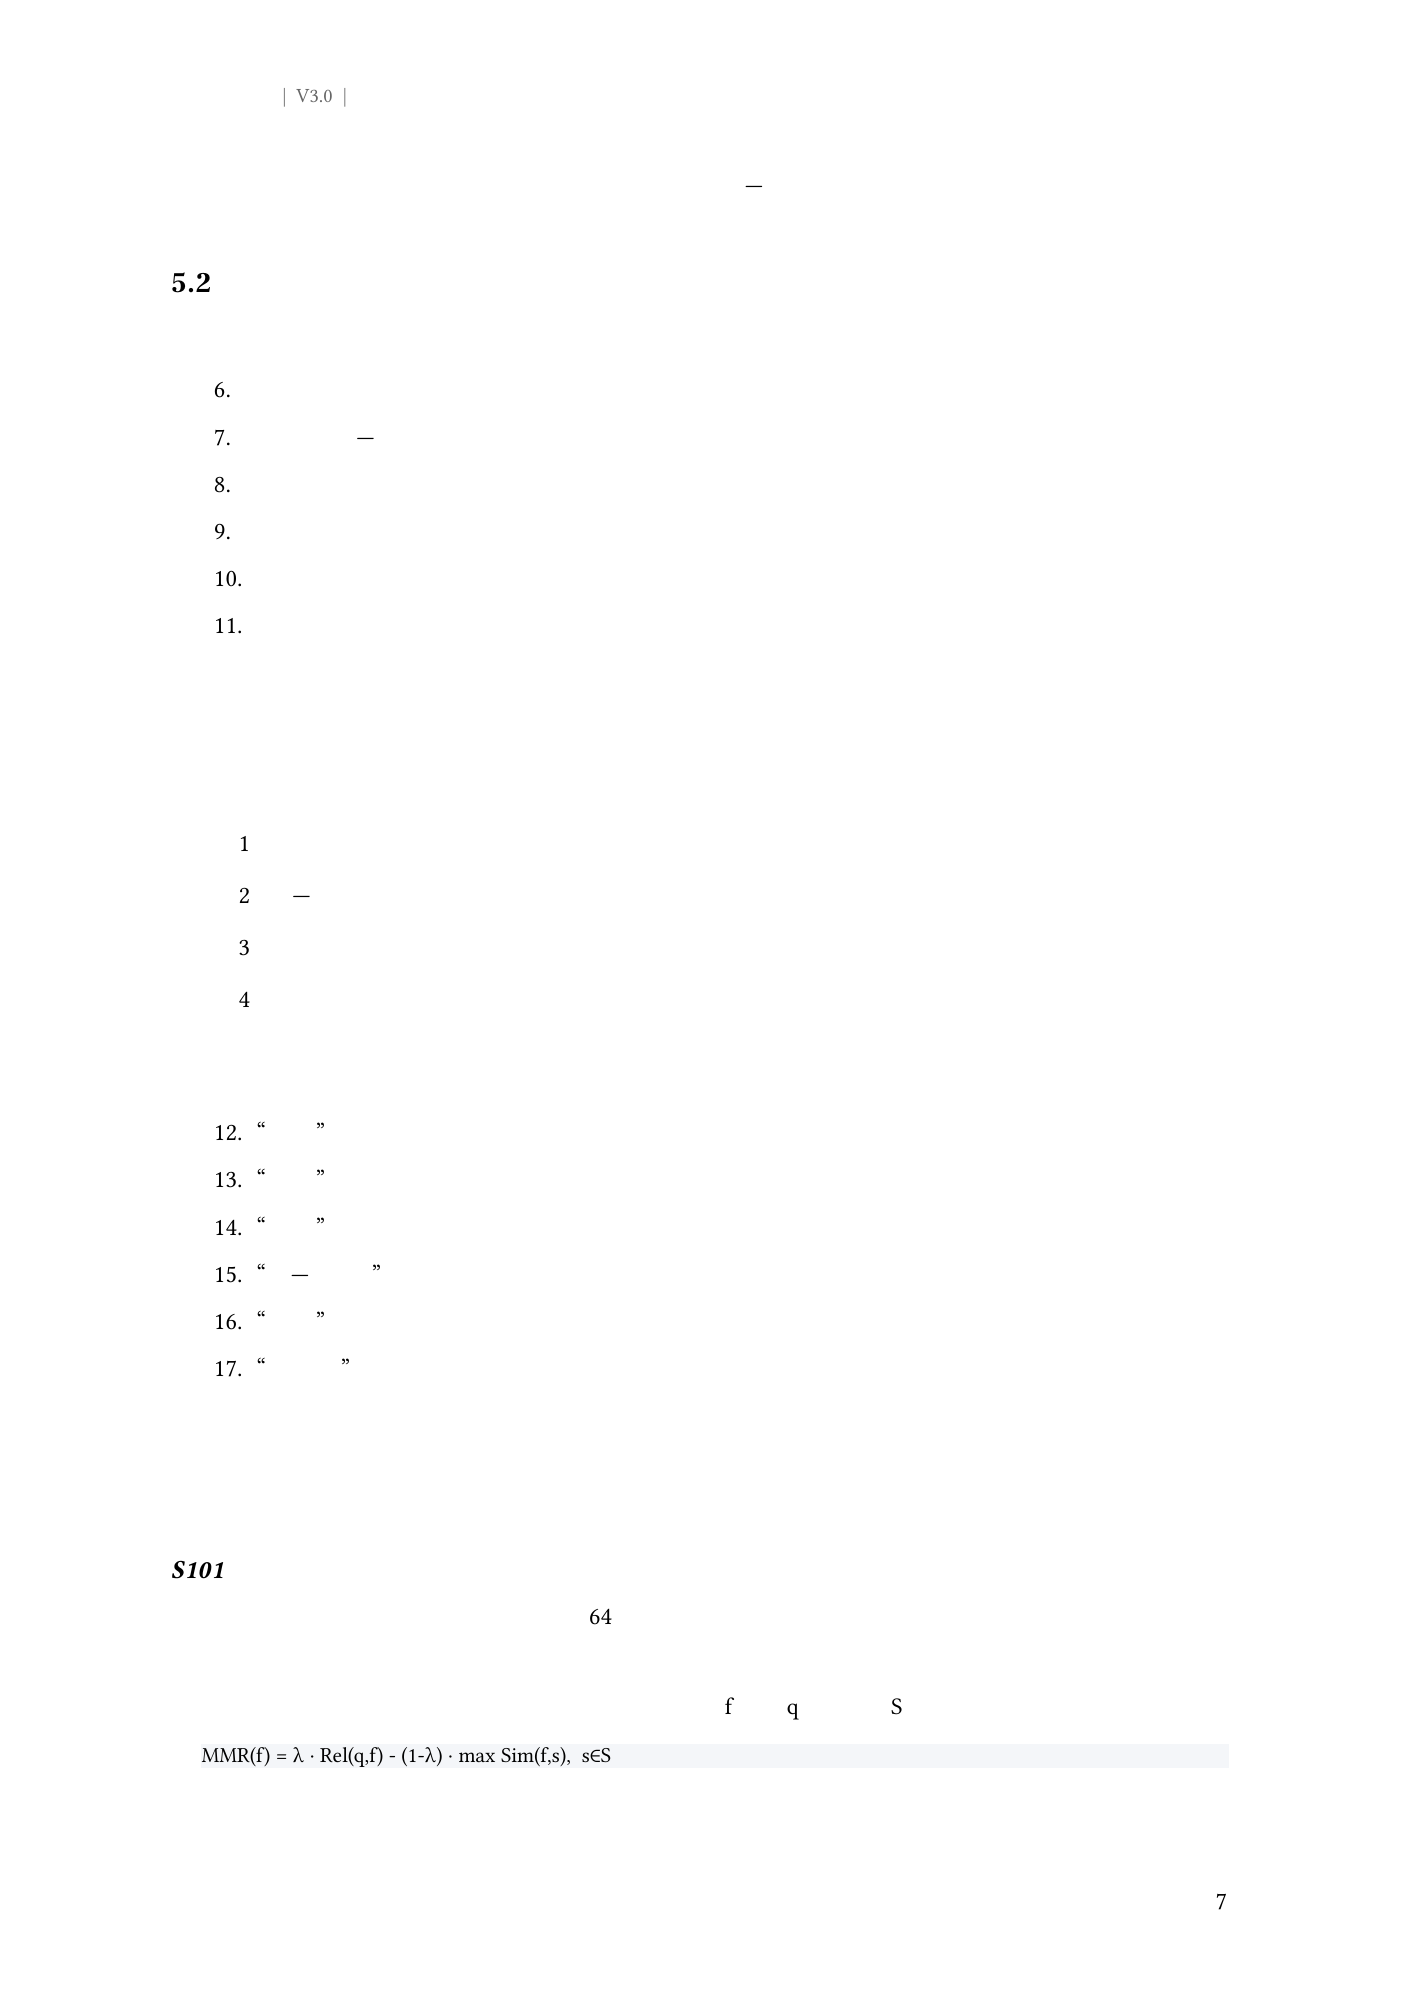 | V3.0 |
—
5.2
6.
7. —
8.
9.
10.
11.
1
2 —
3
4
12. “ ”
13. “ ”
14. “ ”
15. “ — ”
16. “ ”
17. “ ”
S101
64
f q S
MMR(f) = λ · Rel(q,f) - (1-λ) · max Sim(f,s), s∈S
7